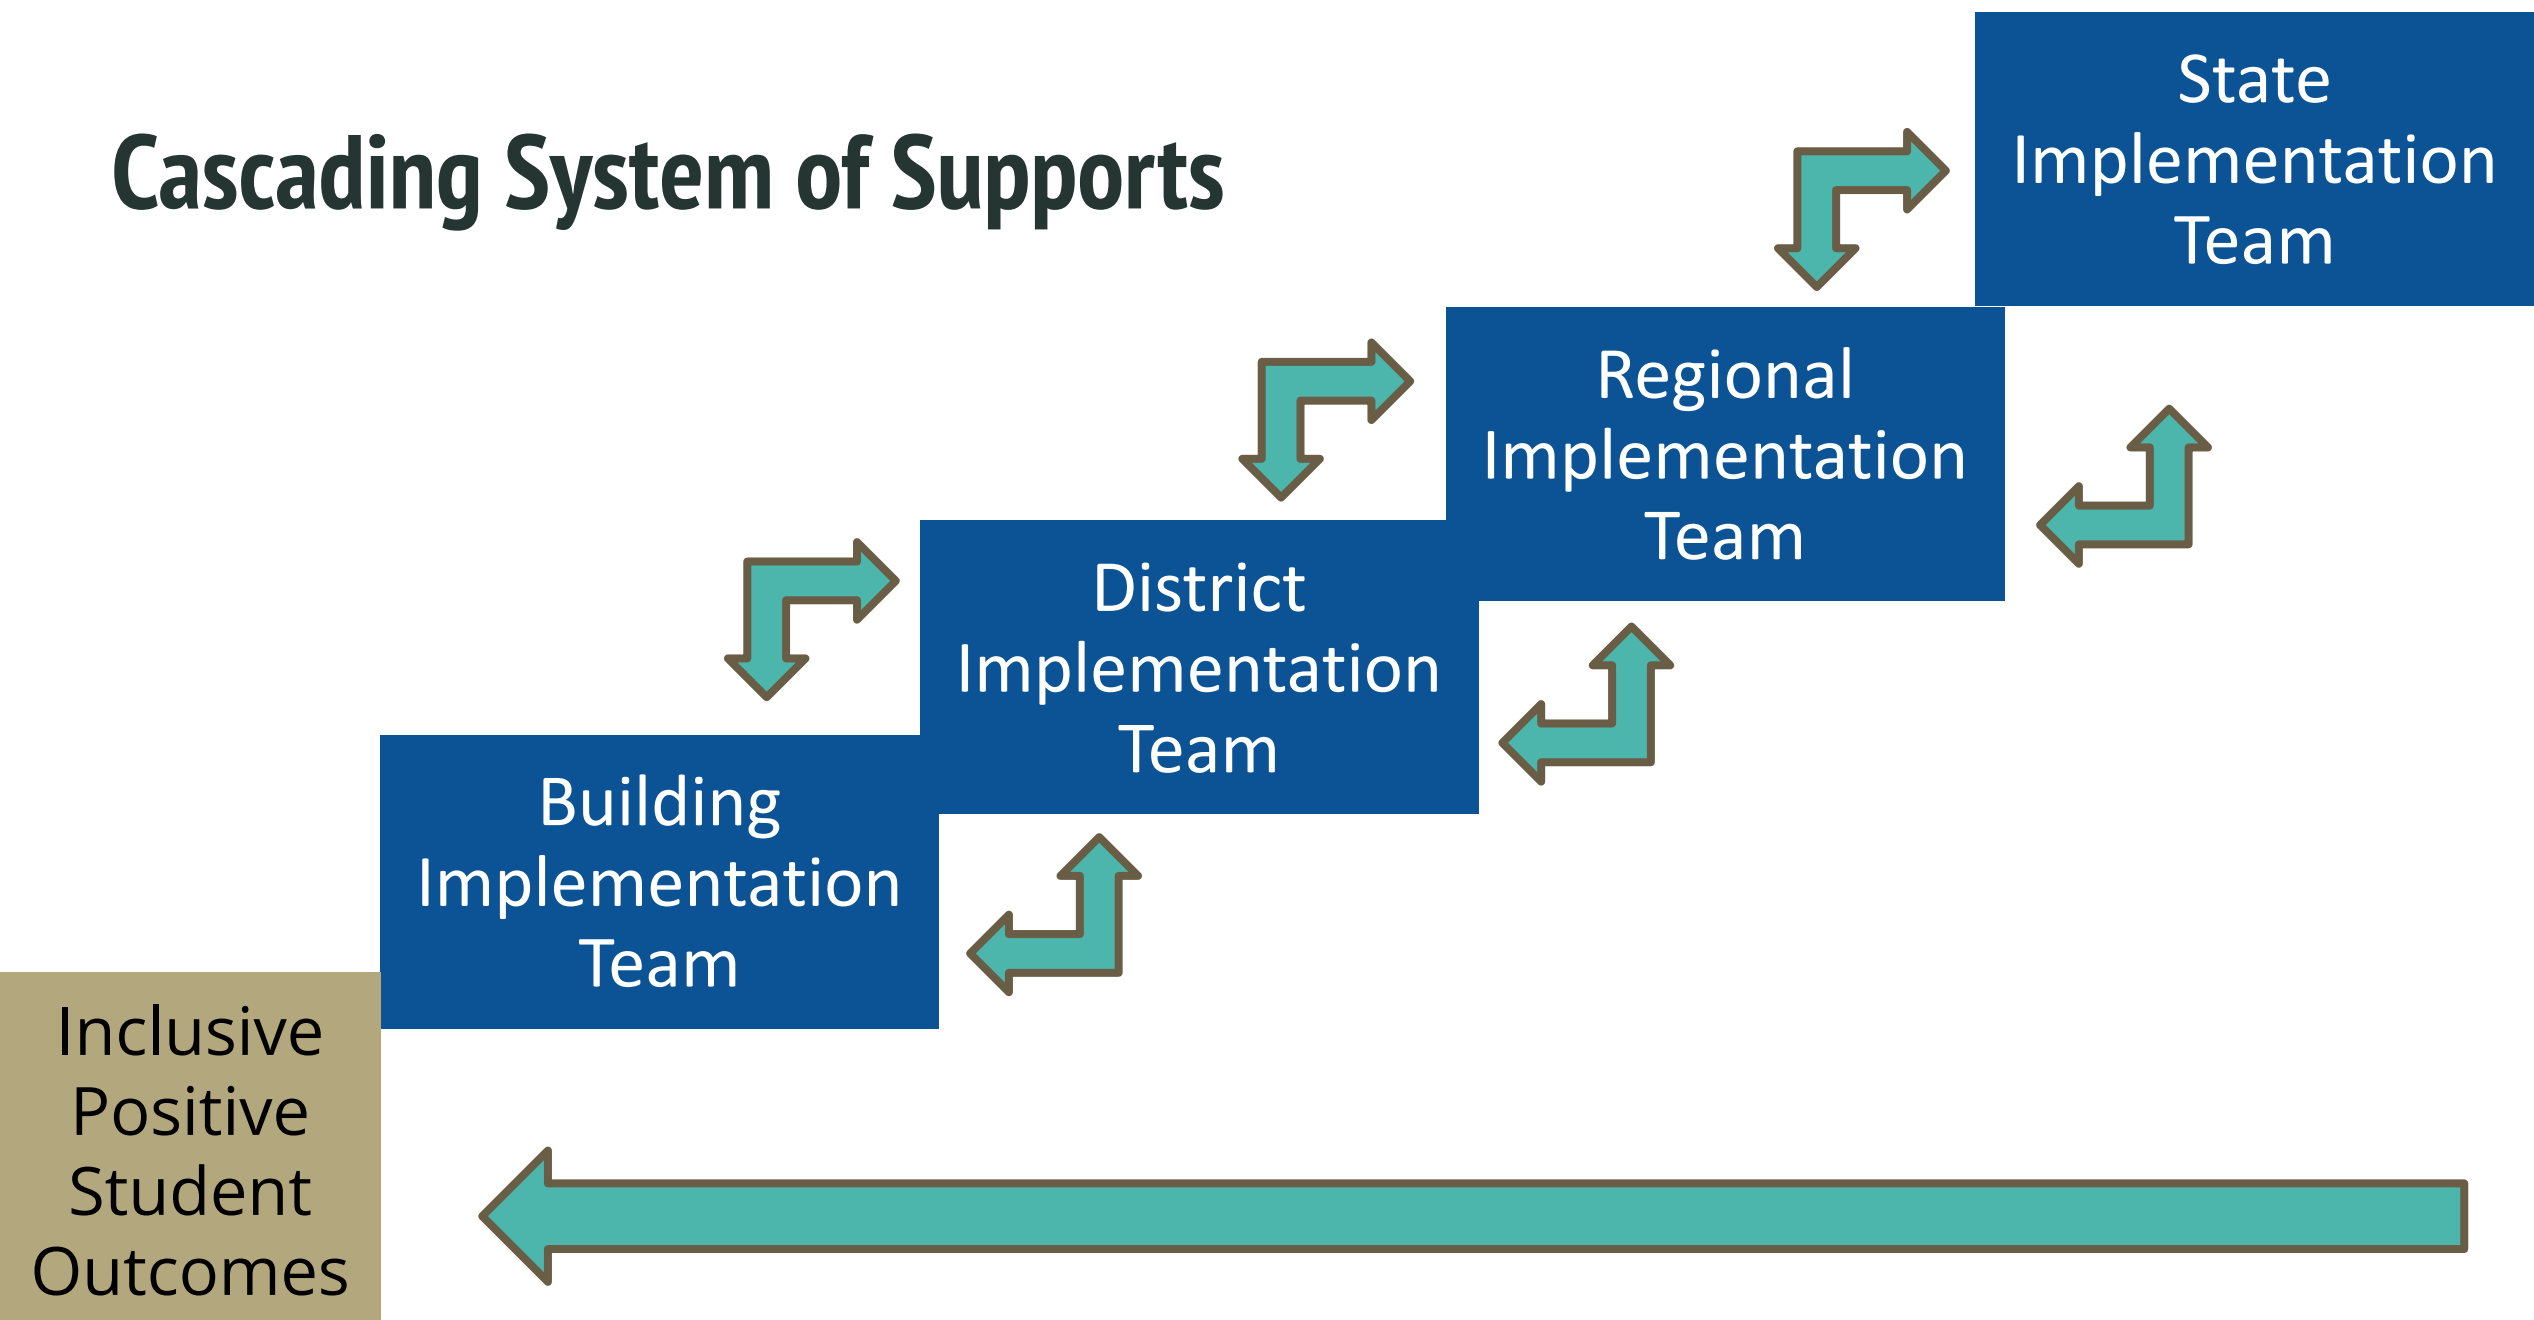 Cascading System of Supports
State
Implementation
Team
Regional
Implementation
Team
District
Implementation
Team
Building
Implementation
Team
Inclusive
Positive
Student
Outcomes